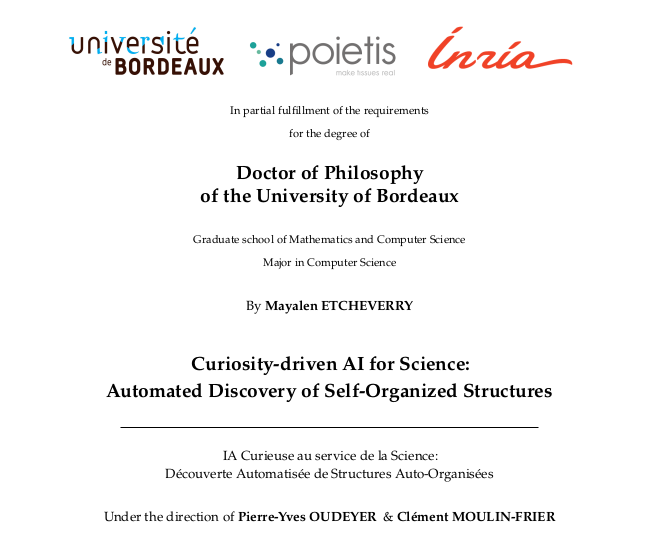 université
de BORDEAUX
poietis
make tissues real
Inría
In partial fulfillment of the requirements
for the degree of
Doctor of Philosophy
of the University of Bordeaux
Graduate school of Mathematics and Computer Science
Major in Computer Science
By Mayalen ETCHEVERRY
Curiosity-driven AI for Science:
Automated Discovery of Self-Organized Structures
IA Curieuse au service de la Science:
Découverte Automatisée de Structures Auto-Organisées
Under the direction of Pierre-Yves OUDEYER & Clément MOULIN-FRIER